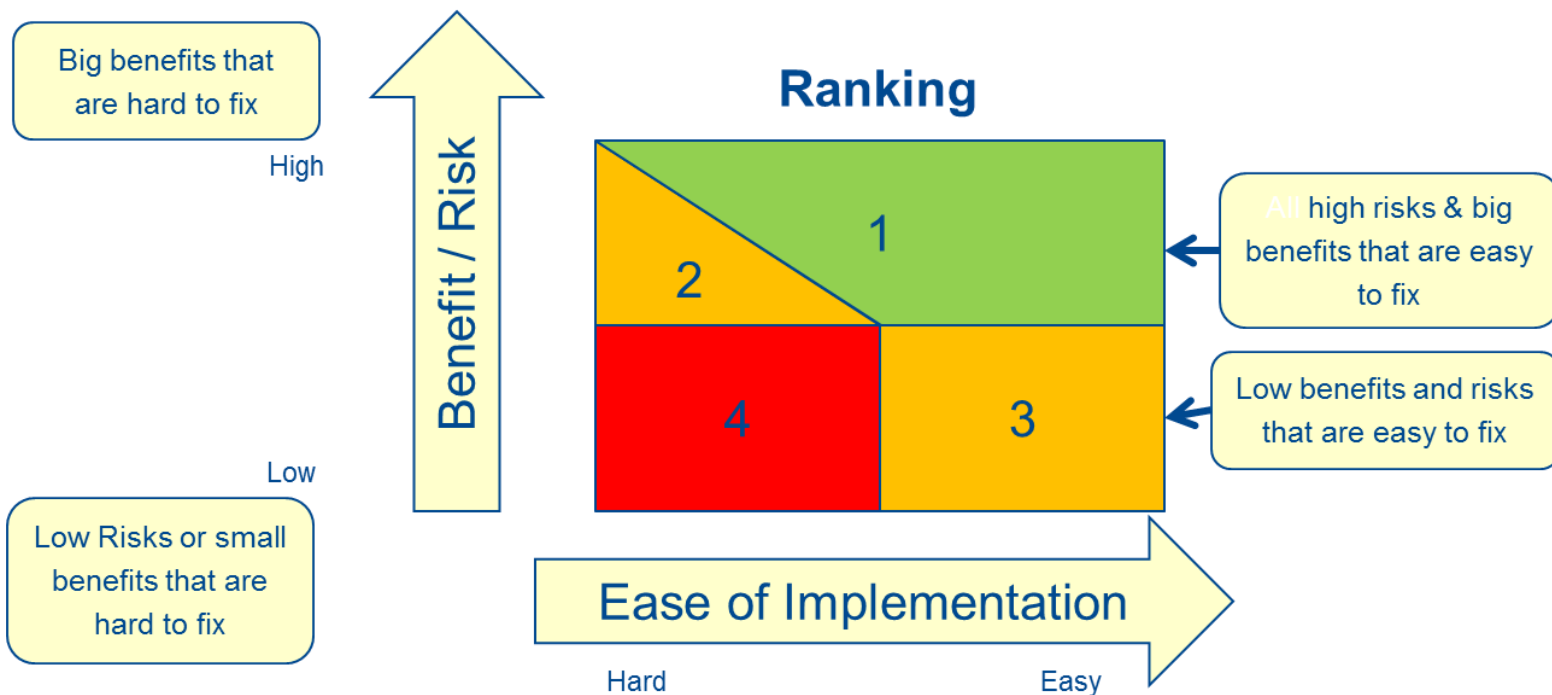 Big benefits that
are hard to fix
High
Benefit / Risk
Low
Low Risks or small
benefits that are
hard to fix
Ranking
1
2
4
3
All high risks & big
benefits that are easy
to fix
Low benefits and risks
that are easy to fix
Ease of Implementation
Hard
Easy